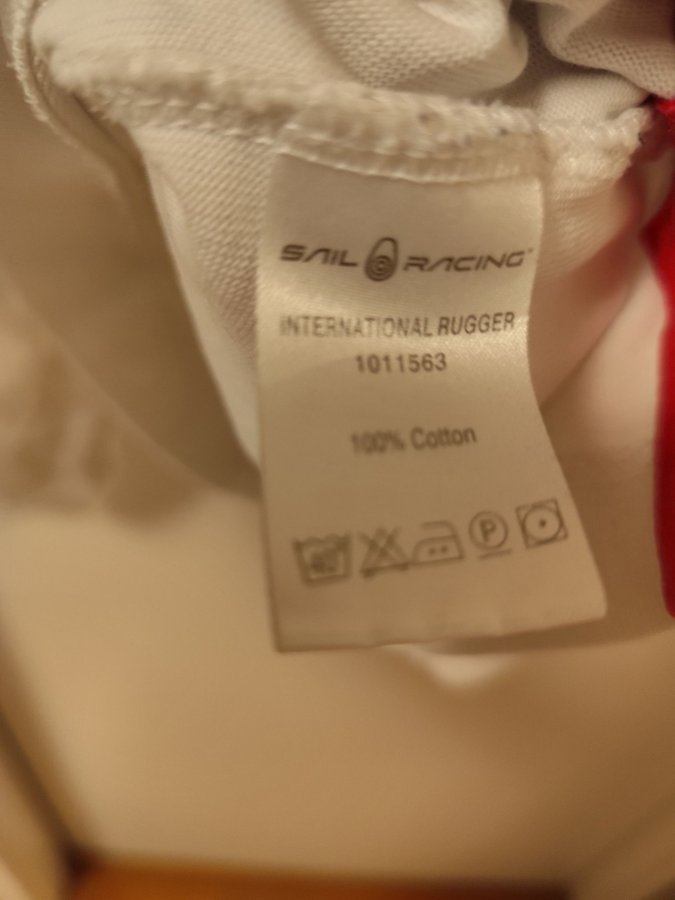 SAIL RACING
INTERNATIONAL RUGGER
1011563
100% Cotton
P